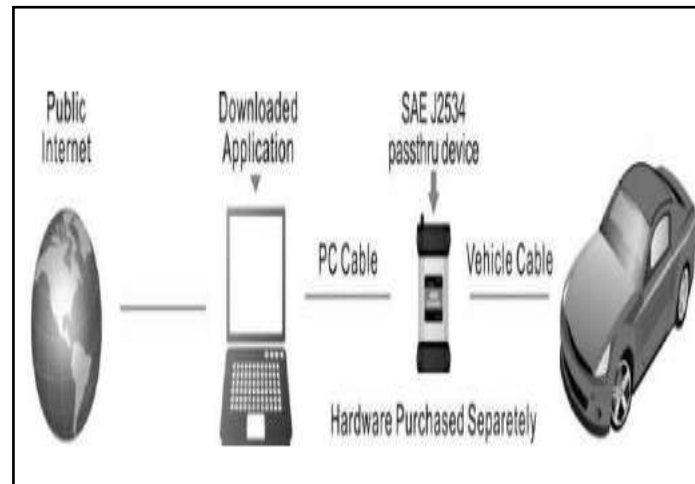 Public
Internet
Downloaded
Application
SAE J2534
passthru device
PC Cable
Vehicle Cable
Hardware Purchased Separetely